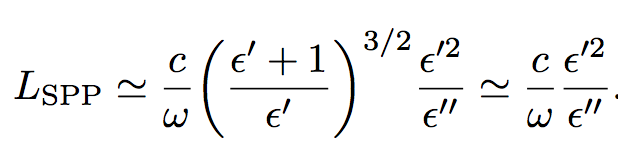 L_SPP ≃ c/ω ((ϵ′ + 1)/ϵ′)^{3/2} ϵ′²/ϵ″ ≃ c/ω ϵ′²/ϵ″.